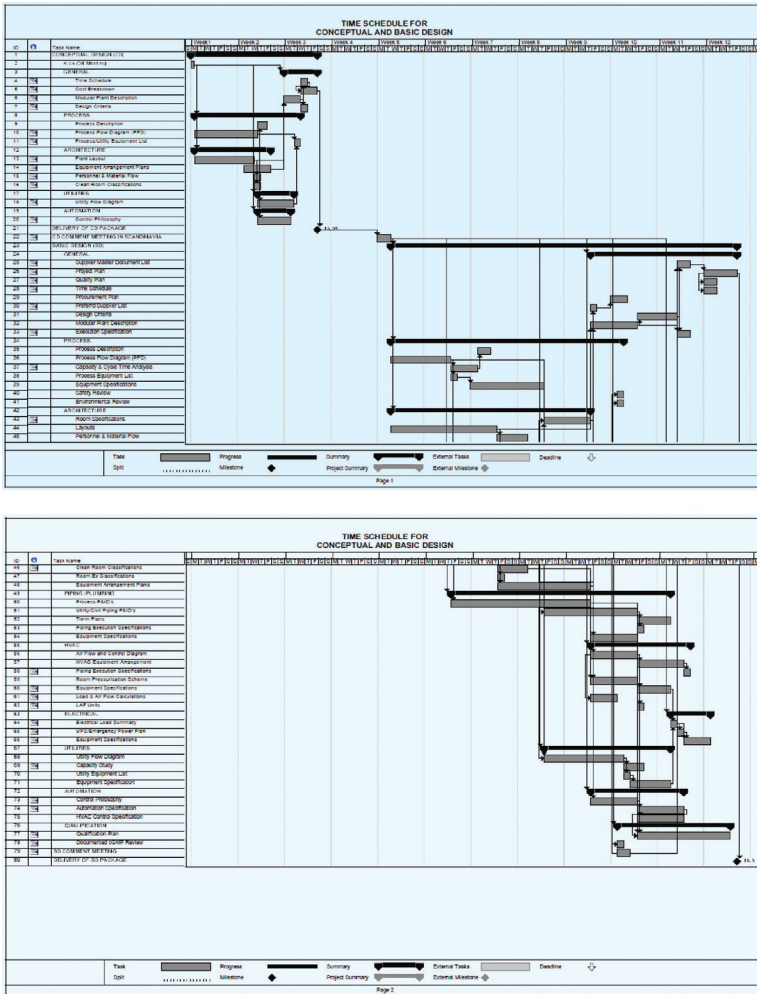 TIME SCHEDULE FOR
CONCEPTUAL AND BASIC DESIGN
ID Task Name
Week 1 Week 2 Week 3 Week 5 Week 6 Week 7 Week 8 Week 9 Week 10 Week 11 Week 12
1 CONCEPTUAL DESIGN (CD)
2 Kick-Off Meeting
3 GENERAL
4 Time Schedule
5 Cost Breakdown
6 Modular Plant Description
7 Design Criteria
8 PROCESS
9 Process Description
10 Process Flow Diagram (PFD)
11 Process/Utility Equipment List
12 ARCHITECTURE
13 Plant Layout
14 Equipment Arrangement Plans
15 Personnel & Material Flow
16 Clean Room Classifications
17 UTILITIES
18 Utility Flow Diagram
19 AUTOMATION
20 Control Philosophy
21 DELIVERY OF CD PACKAGE
22 CD COMMENT MEETING IN SCANDINAVIA
23 BASIC DESIGN (BD)
24 GENERAL
25 Supplier Master Document List
26 Project Plan
27 Quality Plan
28 Time Schedule
29 Procurement Plan
30 Preferrd Supplier List
31 Design Criteria
32 Modular Plant Description
33 Execution Specification
34 PROCESS
35 Process Description
36 Process Flow Diagram (PFD)
37 Capacity & Cycle Time Analysis
38 Process Equipment List
39 Equipment Specifications
40 Safety Review
41 Environmental Review
42 ARCHITECTURE
43 Room Specifications
44 Layouts
45 Personnel & Material Flow
Task Progress Summary External Tasks Deadline
Split Milestone Project Summary External Milestone
Page 1
TIME SCHEDULE FOR
CONCEPTUAL AND BASIC DESIGN
ID Task Name
46 Clean Room Classifications
47 Room Ex Classifications
48 Equipment Arrangement Plans
49 PIPING / PLUMBING
50 Process P&ID's
51 Utility/Civil Piping P&ID's
52 Tie-in Plans
53 Piping Execution Specifications
54 Equipment Specifications
55 HVAC
56 Air Flow and Control Diagram
57 HVAC Equipment Arrangement
58 Piping Execution Specifications
59 Room Pressurisation Scheme
60 Equipment Specifications
61 Load & Air Flow Calculations
62 LAF Units
63 ELECTRICAL
64 Electrical Load Summary
65 UPS/Emergency Power Plan
66 Equipment Specifications
67 UTILITIES
68 Utility Flow Diagram
69 Capacity Study
70 Utility Equipment List
71 Equipment Specification
72 AUTOMATION
73 Control Philosophy
74 Automation Specification
75 HVAC Control Specification
76 QUALIFICATION
77 Qualification Plan
78 Documented cGMP Review
79 BD COMMENT MEETING
80 DELIVERY OF BD PACKAGE
Task Progress Summary External Tasks Deadline
Split Milestone Project Summary External Milestone
Page 2